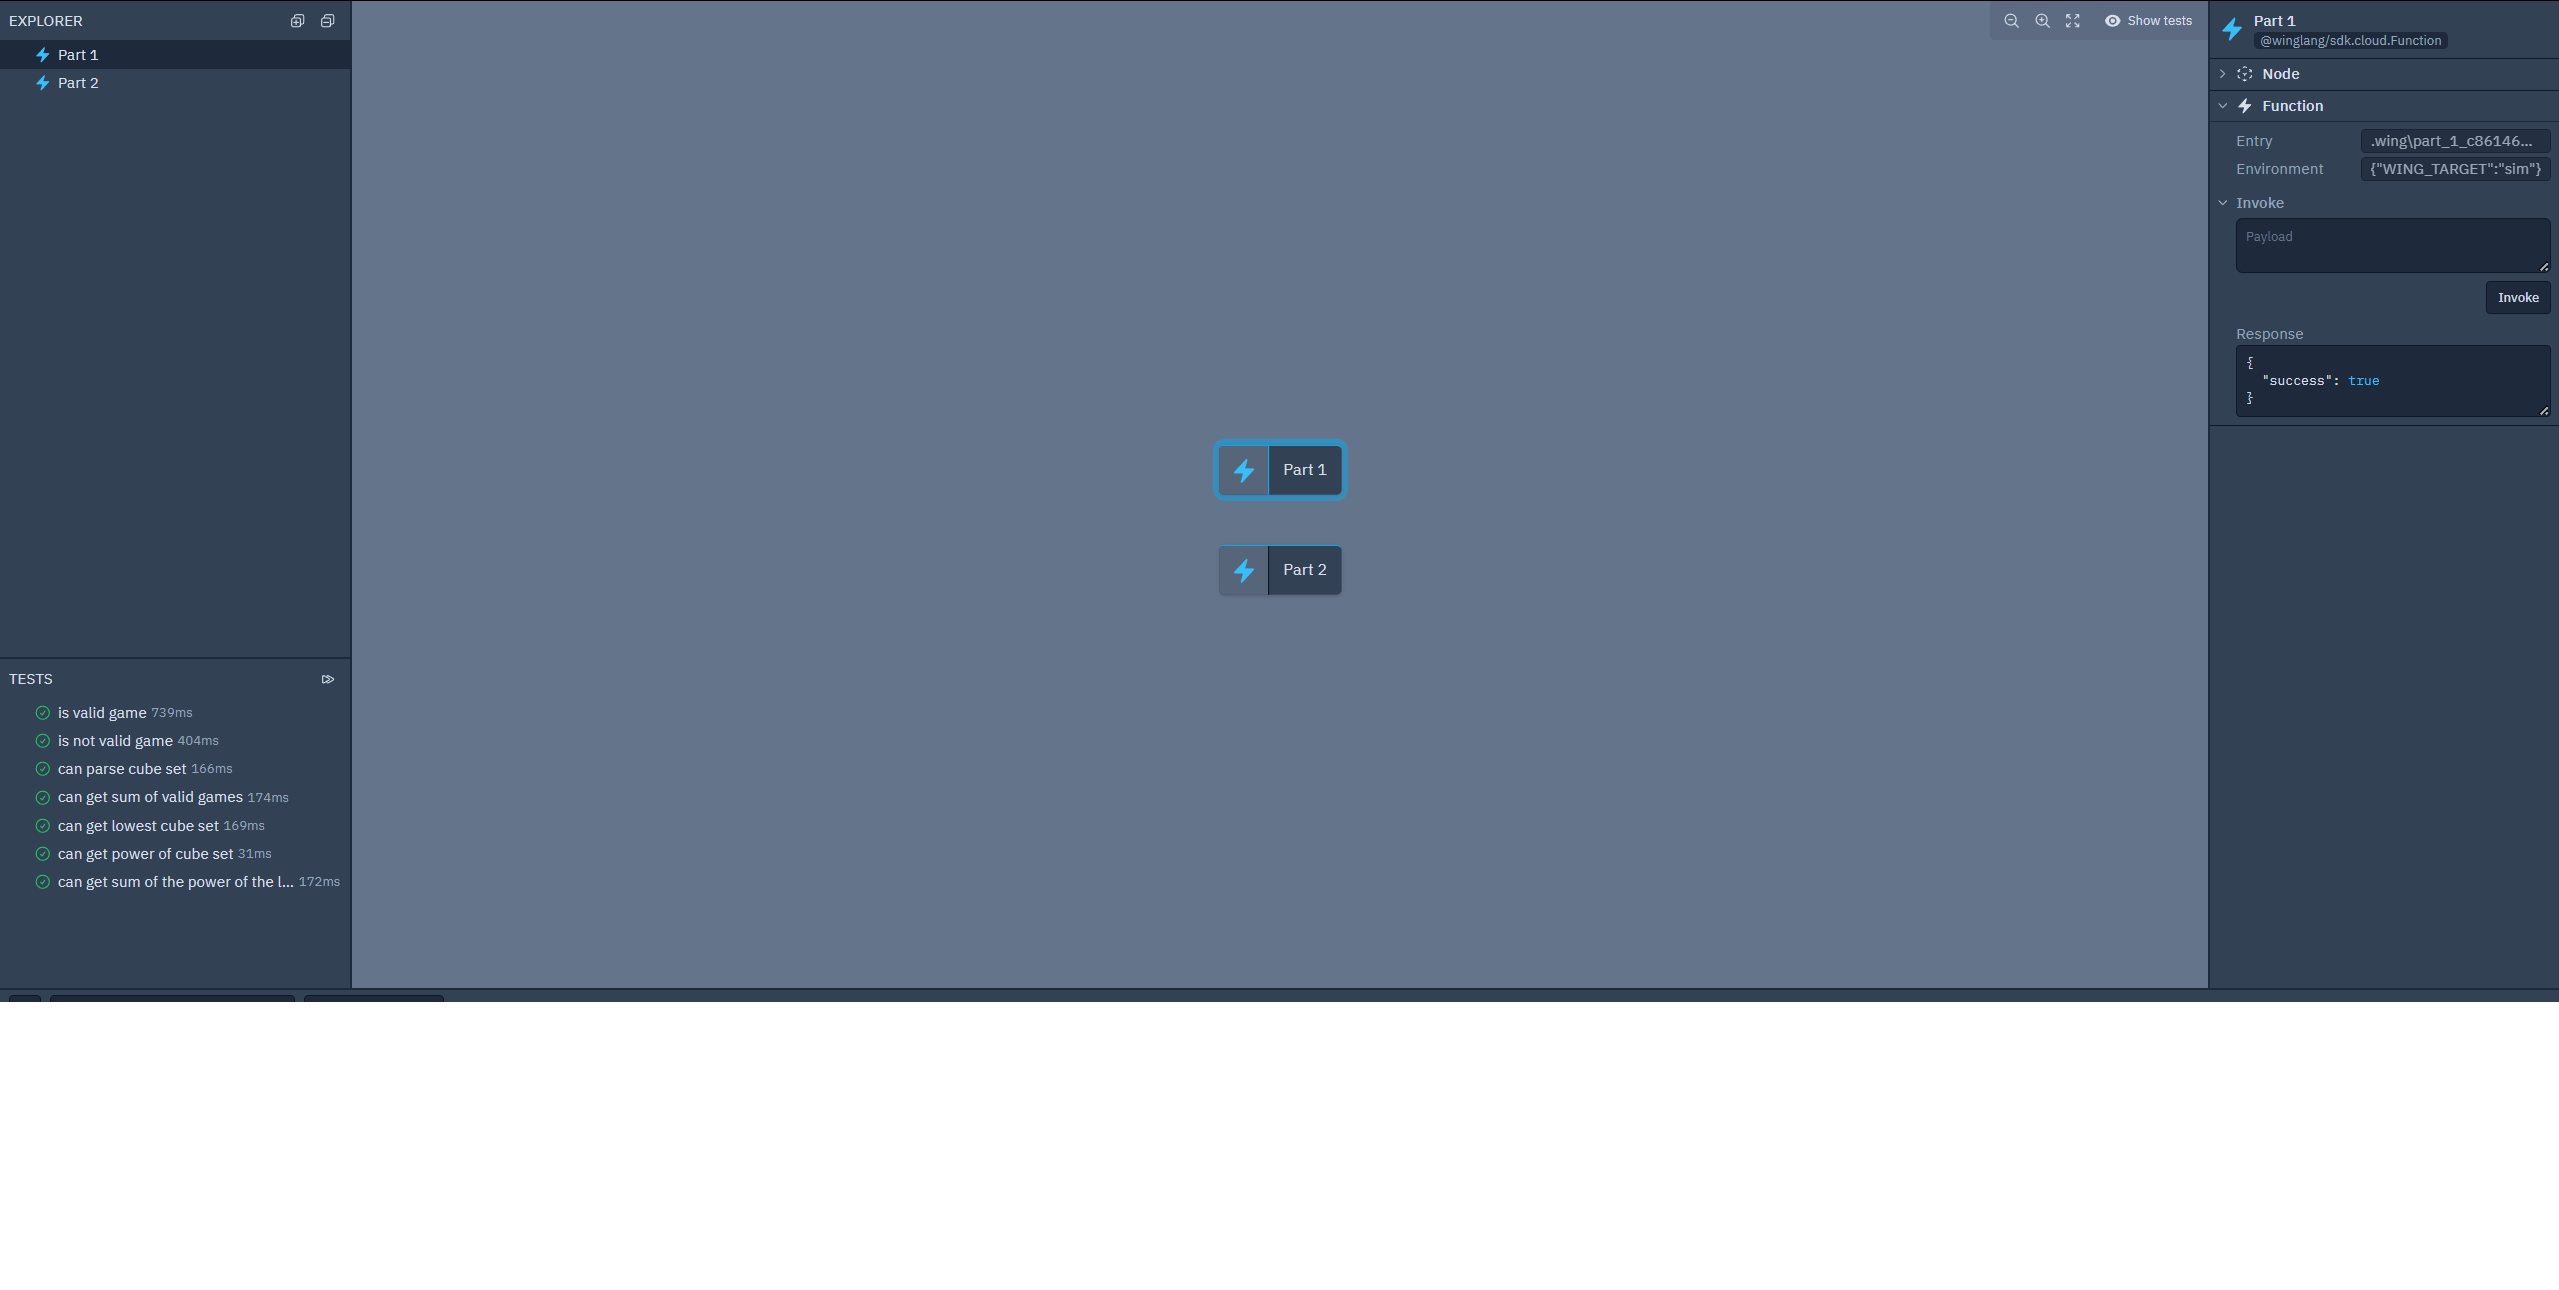 EXPLORER
Part 1
Part 2
TESTS
is valid game 739ms
is not valid game 404ms
can parse cube set 166ms
can get sum of valid games 174ms
can get lowest cube set 169ms
can get power of cube set 31ms
can get sum of the power of the l... 172ms
Show tests
Part 1
Part 2
Part 1
@winglang/sdk.cloud.Function
Node
Function
Entry .wing\part_1_c86146...
Environment {"WING_TARGET":"sim"}
Invoke
Payload
Invoke
Response
{
"success": true
}